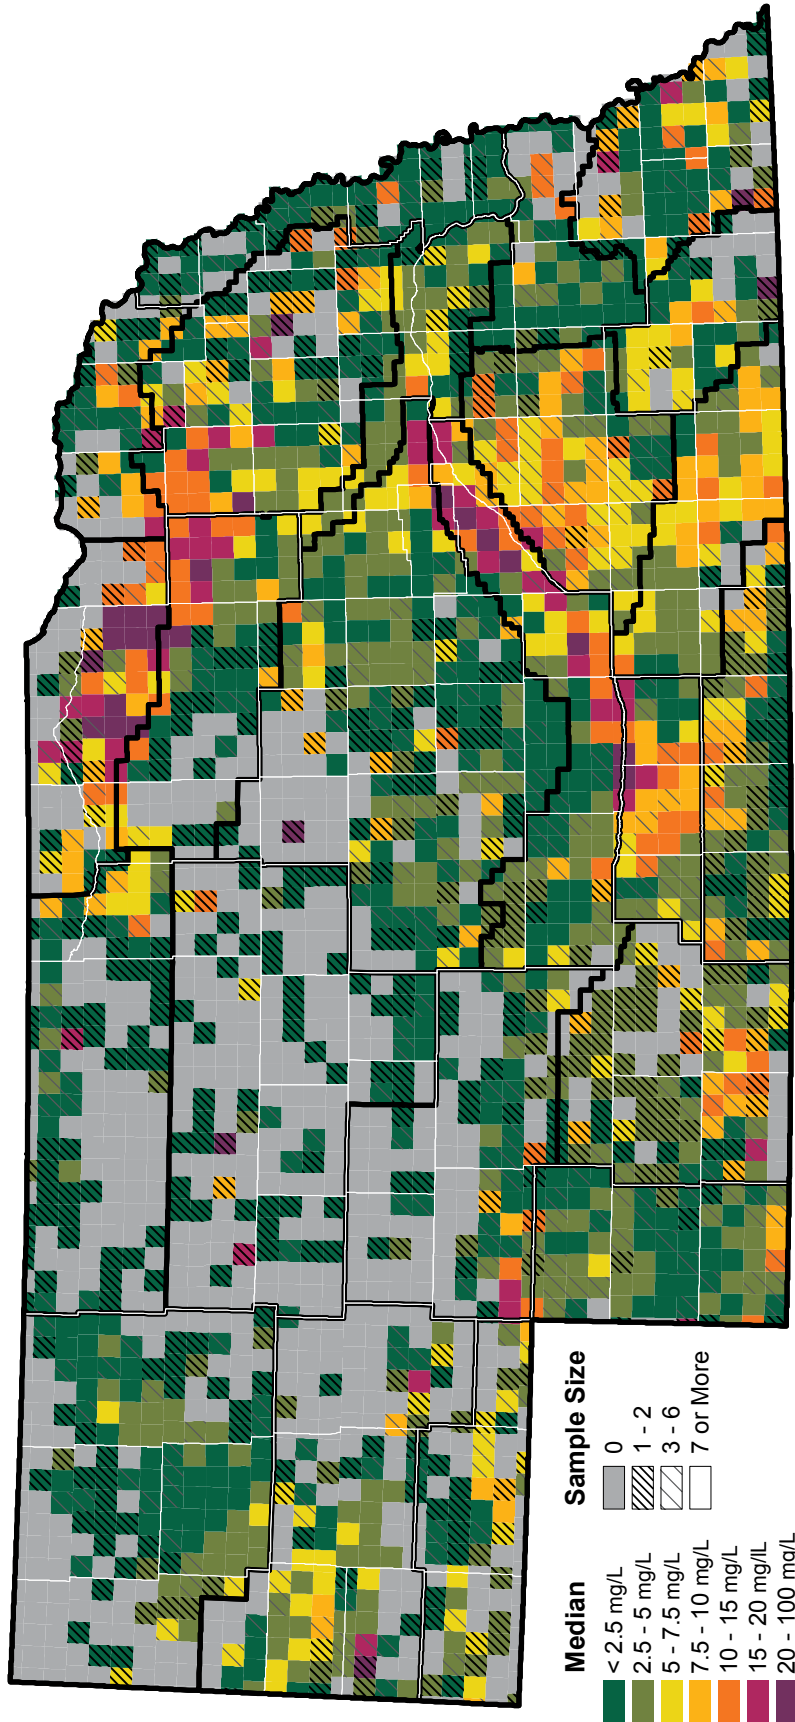 Median
< 2.5 mg/L
2.5 - 5 mg/L
5 - 7.5 mg/L
7.5 - 10 mg/L
10 - 15 mg/L
15 - 20 mg/IL
20 - 100 mg/L
Sample Size
0
1 - 2
3 - 6
7 or More